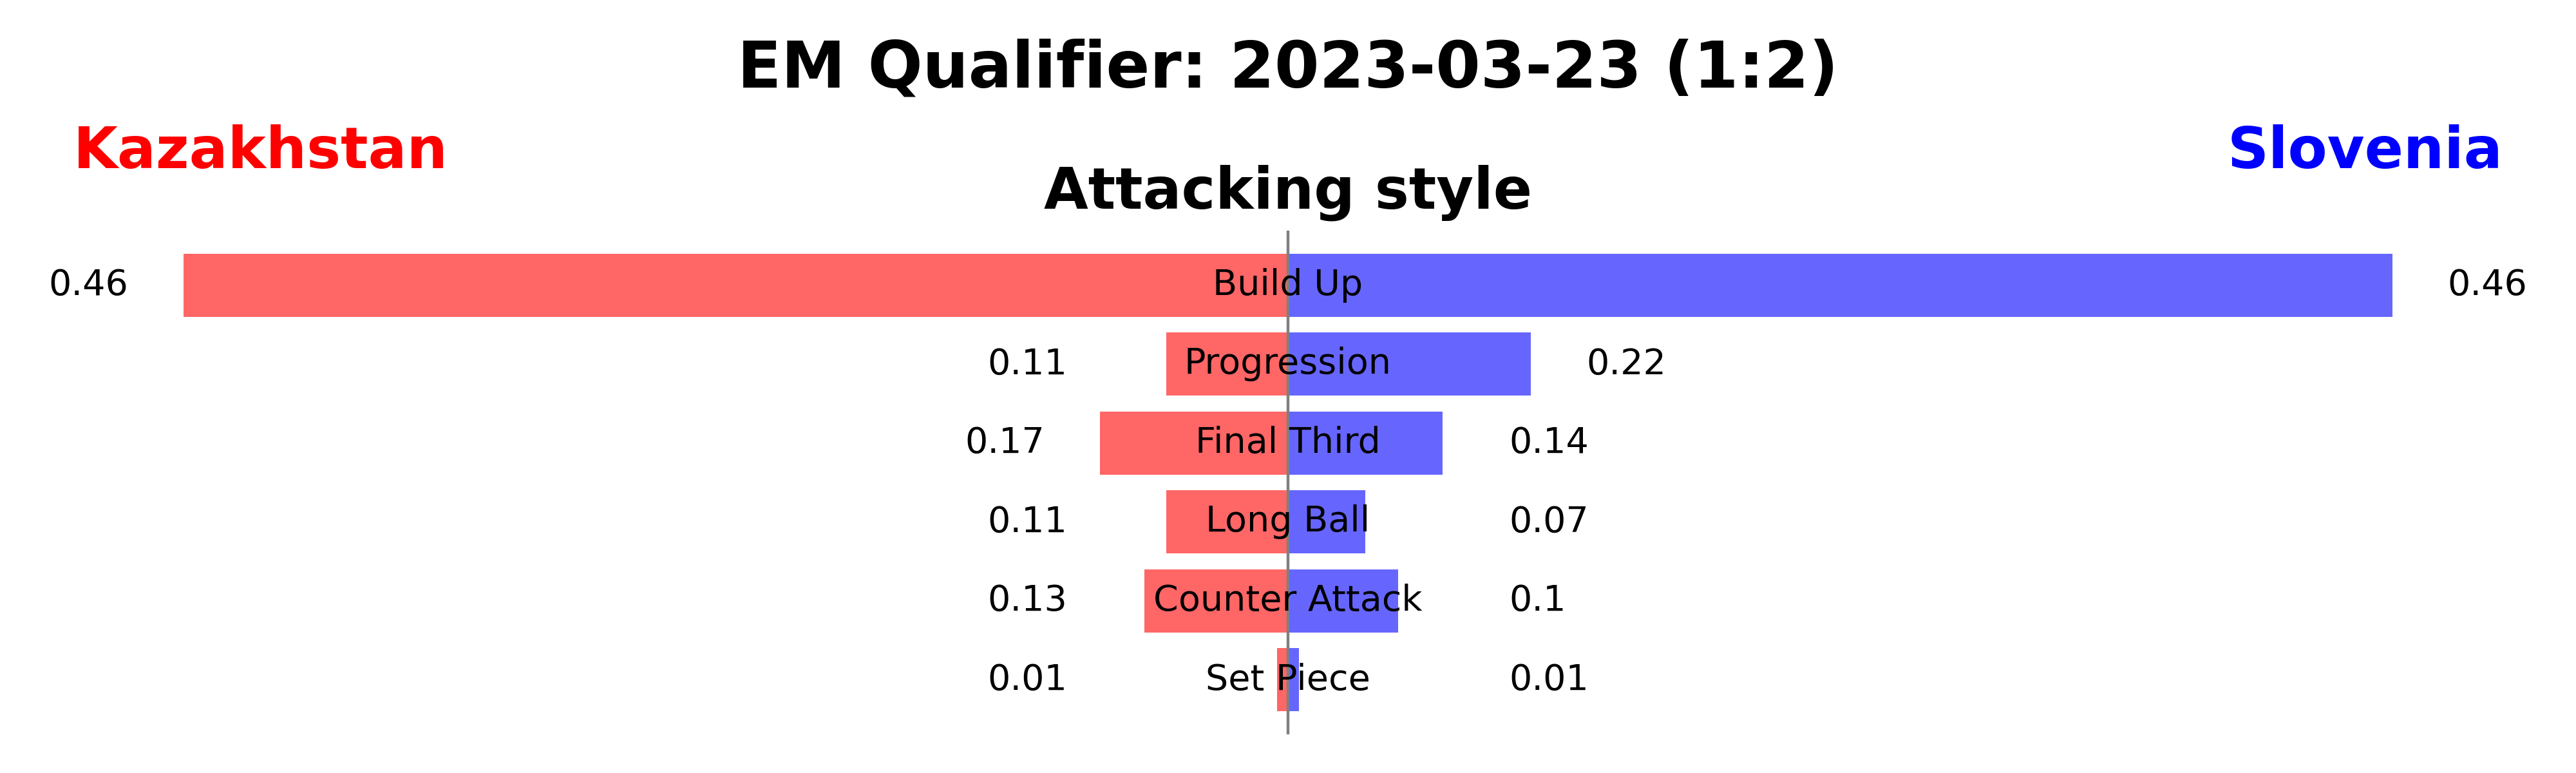 EM Qualifier: 2023-03-23 (1:2)
Kazakhstan Slovenia
Attacking style
0.46 Build Up 0.46
0.11 Progression 0.22
0.17 Final Third 0.14
0.11 Long Ball 0.07
0.13 Counter Attack 0.1
0.01 Set Piece 0.01